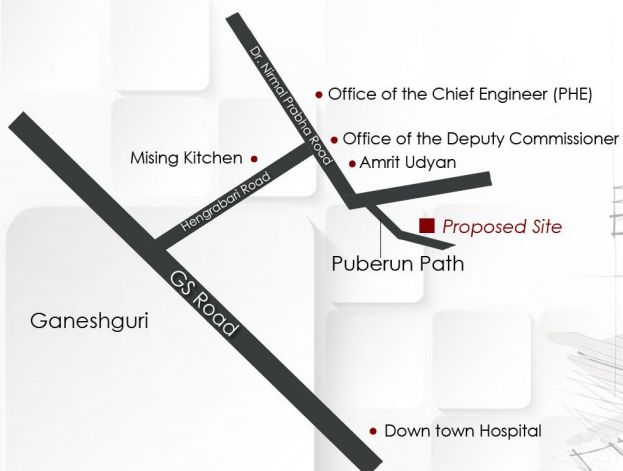 Dr. Nirmal Prabha Road
Office of the Chief Engineer (PHE)
Office of the Deputy Commissioner
Mising Kitchen
Amrit Udyan
Hengrabari Road
Proposed Site
Puberun Path
GS Road
Ganeshguri
Down town Hospital